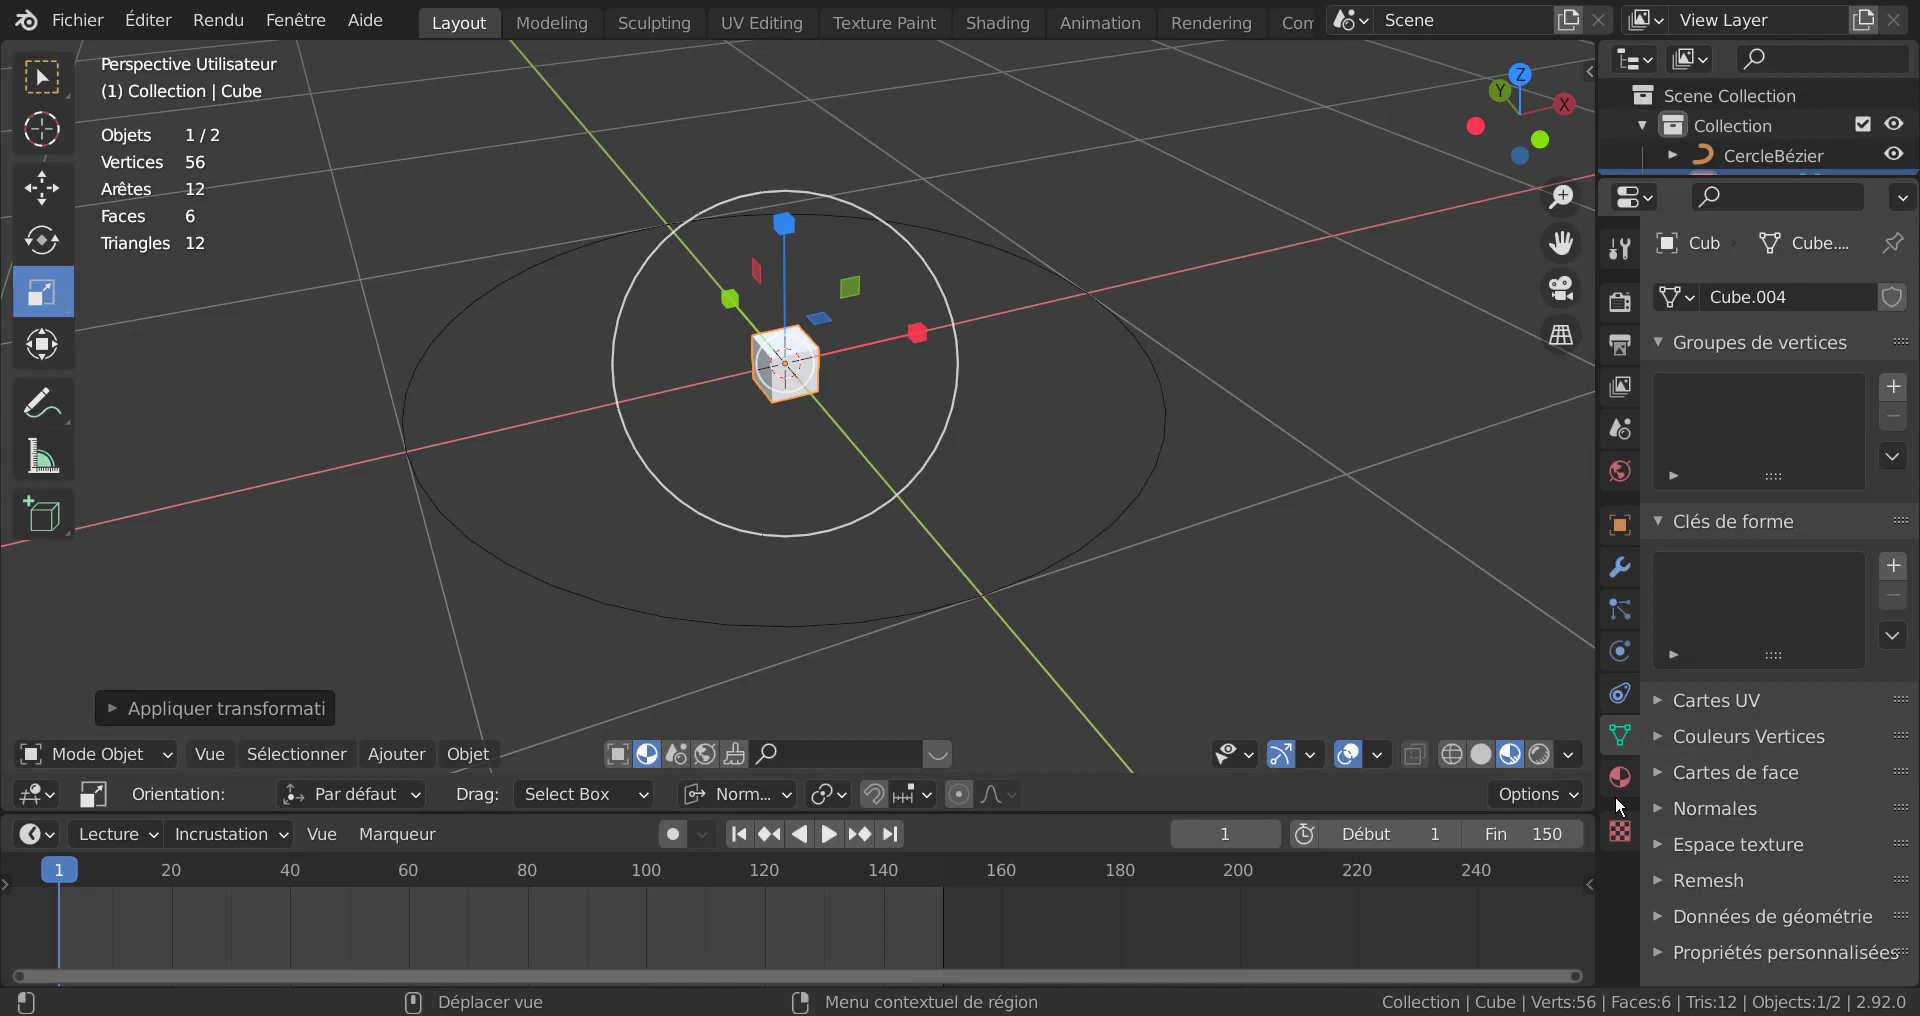 Fichier Éditer Rendu Fenêtre Aide Layout Modeling Sculpting UV Editing Texture Paint Shading Animation Rendering Com Scene View Layer
Perspective Utilisateur
(1) Collection | Cube
Objets 1 / 2
Vertices 56
Arêtes 12
Faces 6
Triangles 12
Z
Y
X
Scene Collection
Collection
CercleBézier
Cub Cube....
Cube.004
Groupes de vertices
Clés de forme
Cartes UV
Couleurs Vertices
Cartes de face
Normales
Espace texture
Remesh
Données de géométrie
Propriétés personnalisées
Appliquer transformati
Mode Objet Vue Sélectionner Ajouter Objet
Orientation: Par défaut Drag: Select Box Norm... Options
Lecture Incrustation Vue Marqueur 1 Début 1 Fin 150
1 20 40 60 80 100 120 140 160 180 200 220 240
Déplacer vue Menu contextuel de région Collection | Cube | Verts:56 | Faces:6 | Tris:12 | Objects:1/2 | 2.92.0